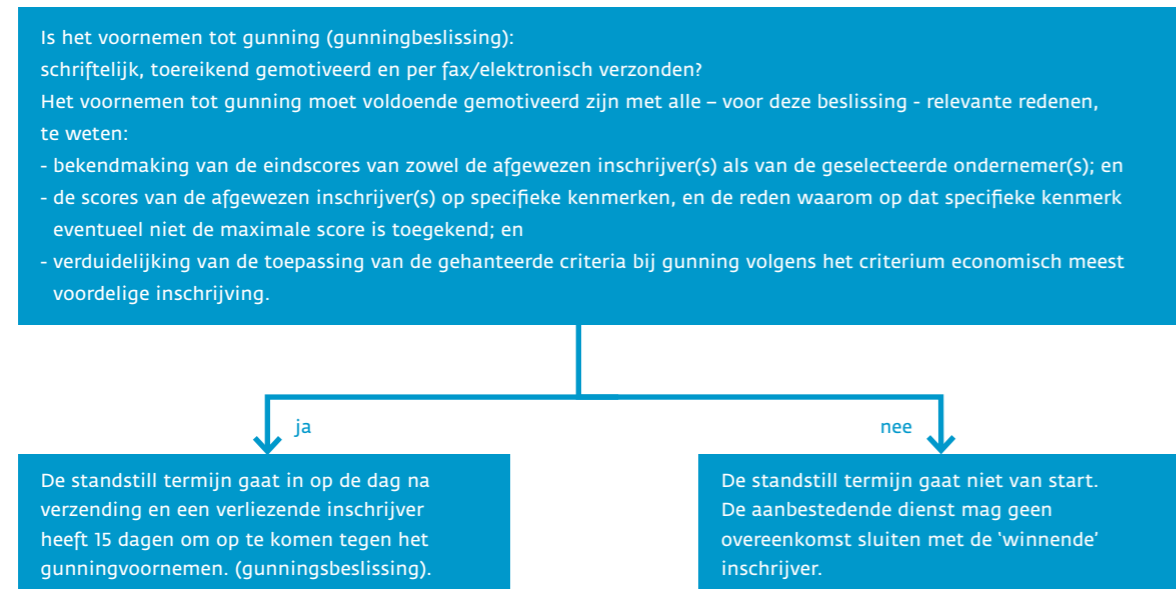 Is het voornemen tot gunning (gunningbeslissing):
schriftelijk, toereikend gemotiveerd en per fax/elektronisch verzonden?
Het voornemen tot gunning moet voldoende gemotiveerd zijn met alle – voor deze beslissing - relevante redenen,
te weten:
- bekendmaking van de eindscores van zowel de afgewezen inschrijver(s) als van de geselecteerde ondernemer(s); en
- de scores van de afgewezen inschrijver(s) op specifieke kenmerken, en de reden waarom op dat specifieke kenmerk
eventueel niet de maximale score is toegekend; en
- verduidelijking van de toepassing van de gehanteerde criteria bij gunning volgens het criterium economisch meest
voordelige inschrijving.
ja
nee
De standstill termijn gaat in op de dag na
verzending en een verliezende inschrijver
heeft 15 dagen om op te komen tegen het
gunningvoornemen. (gunningsbeslissing).
De standstill termijn gaat niet van start.
De aanbestedende dienst mag geen
overeenkomst sluiten met de ‘winnende’
inschrijver.